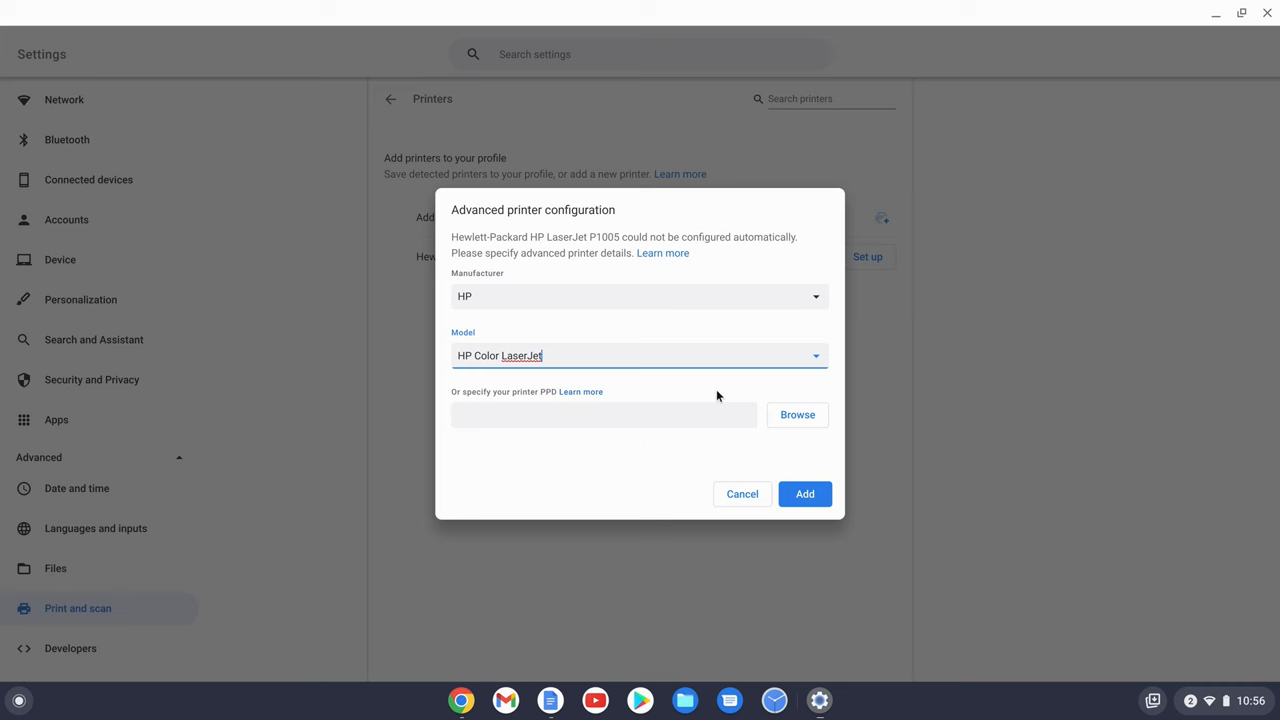 Settings
Search settings
Network
Bluetooth
Connected devices
Accounts
Device
Personalization
Search and Assistant
Security and Privacy
Apps
Advanced
Date and time
Languages and inputs
Files
Print and scan
Developers
Printers
Search printers
Add printers to your profile
Save detected printers to your profile, or add a new printer. Learn more
Add
Hew
Set up
Advanced printer configuration
Hewlett-Packard HP LaserJet P1005 could not be configured automatically.
Please specify advanced printer details. Learn more
Manufacturer
HP
Model
HP Color LaserJet
Or specify your printer PPD Learn more
Browse
Cancel
Add
2
10:56